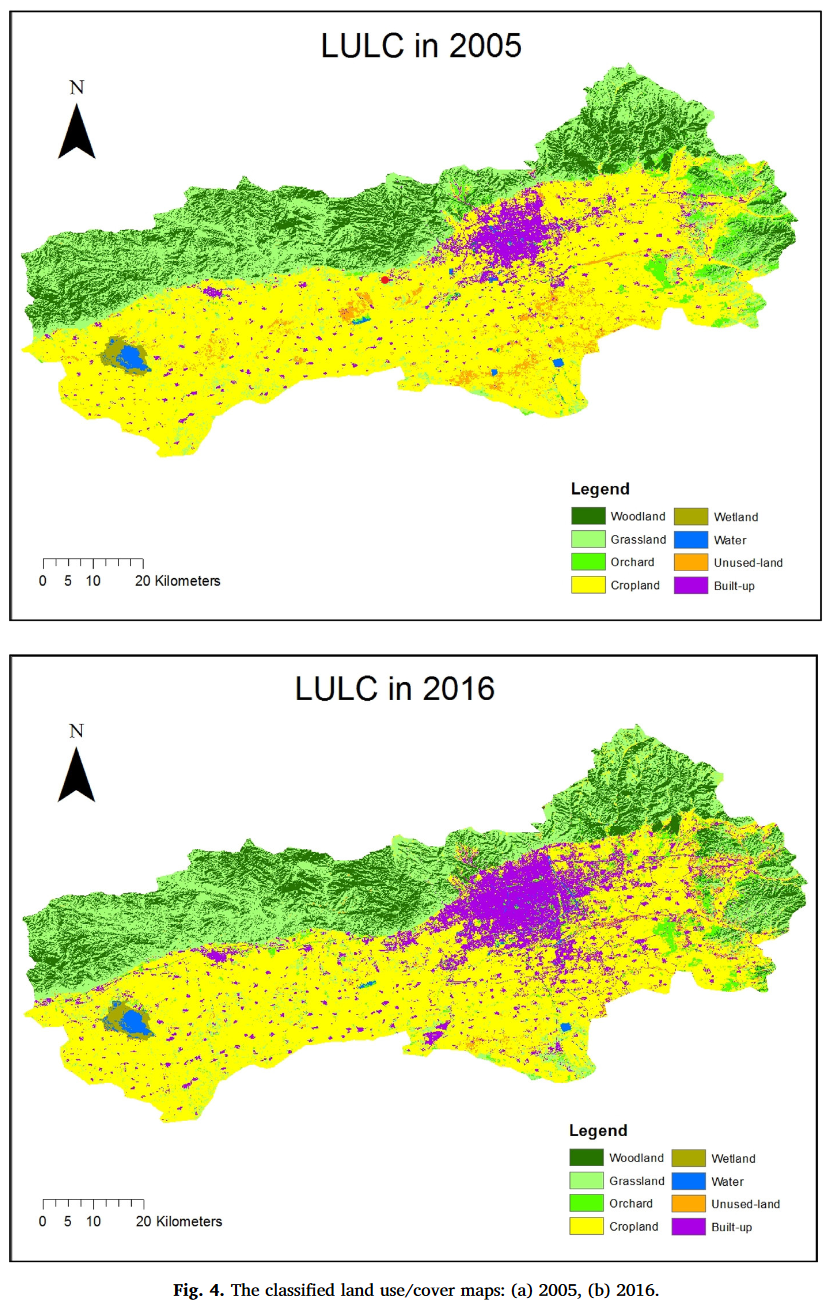 LULC in 2005
N
Legend
Woodland
Wetland
Grassland
Water
Orchard
Unused-land
Cropland
Built-up
0 5 10 20 Kilometers
LULC in 2016
N
Legend
Woodland
Wetland
Grassland
Water
Orchard
Unused-land
Cropland
Built-up
0 5 10 20 Kilometers
Fig. 4. The classified land use/cover maps: (a) 2005, (b) 2016.